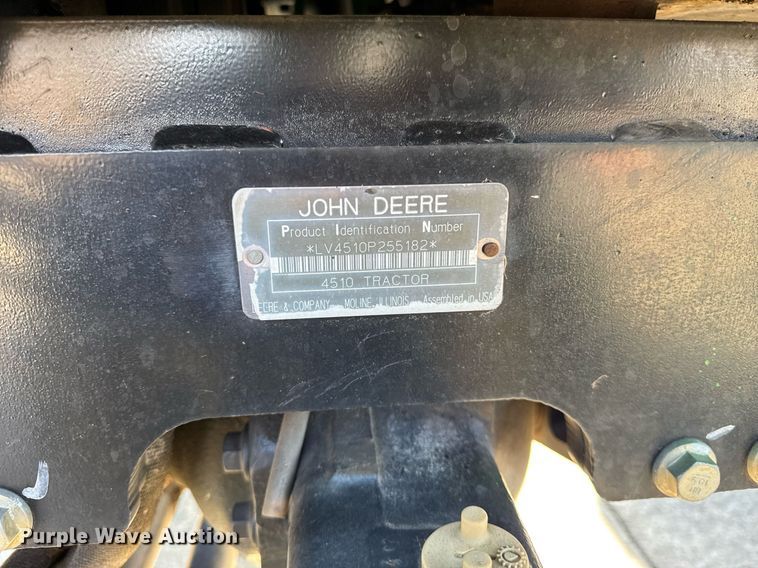 JOHN DEERE
Product Identification Number
*LV4510P255182*
4510 TRACTOR
DEERE & COMPANY MOLINE, ILLINOIS Assembled in USA
Purple Wave Auction